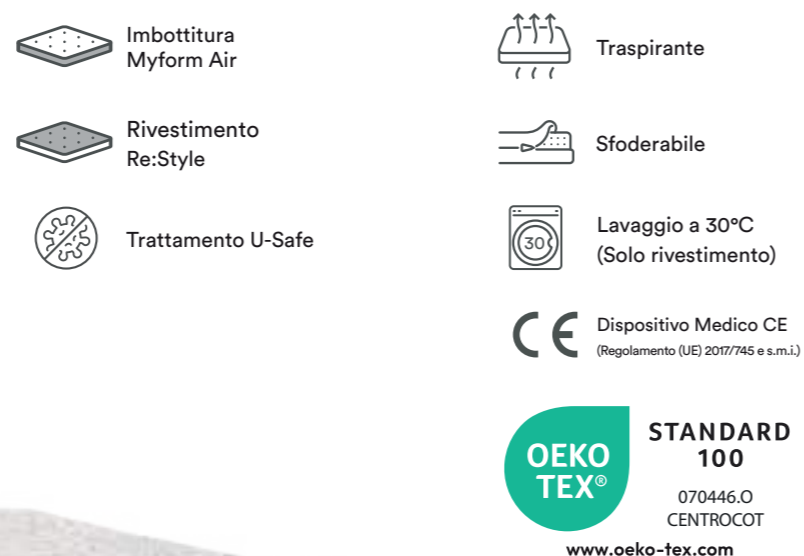 Imbottitura
Myform Air
Rivestimento
Re:Style
Trattamento U-Safe
Traspirante
Sfoderabile
30
Lavaggio a 30°C
(Solo rivestimento)
CE
Dispositivo Medico CE
(Regolamento (UE) 2017/745 e s.m.i.)
OEKO
TEX®
STANDARD
100
070446.O
CENTROCOT
www.oeko-tex.com